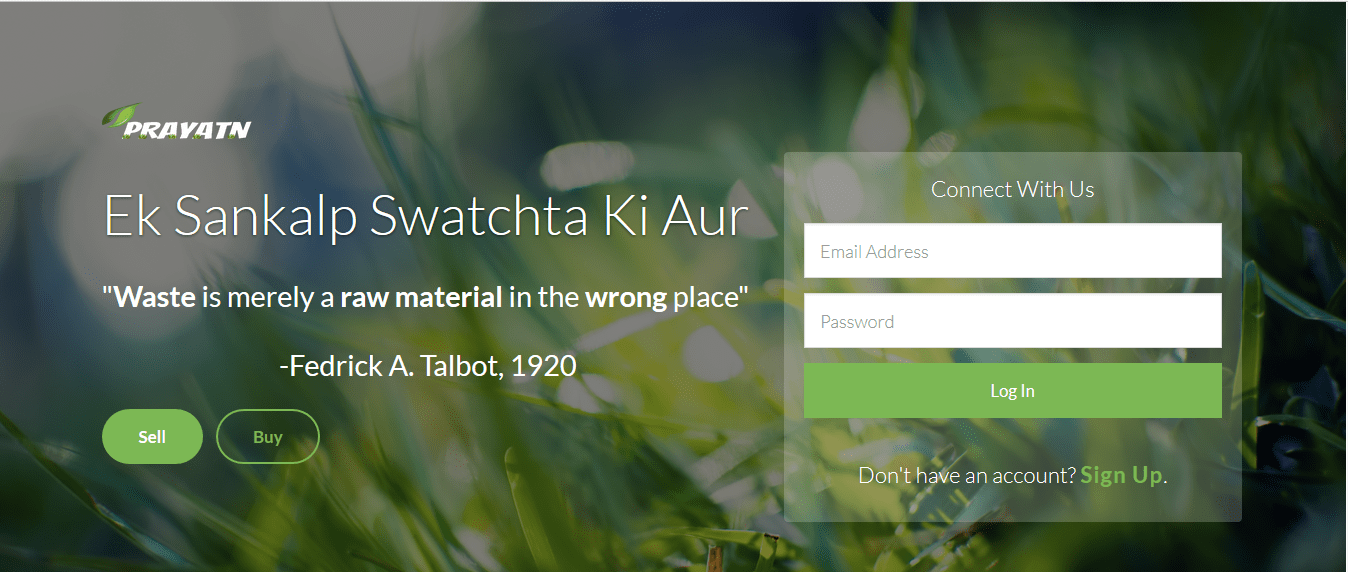 PRAYATN
Ek Sankalp Swatchta Ki Aur
"Waste is merely a raw material in the wrong place"
-Fedrick A. Talbot, 1920
Sell
Buy
Connect With Us
Email Address
Password
Log In
Don't have an account? Sign Up.